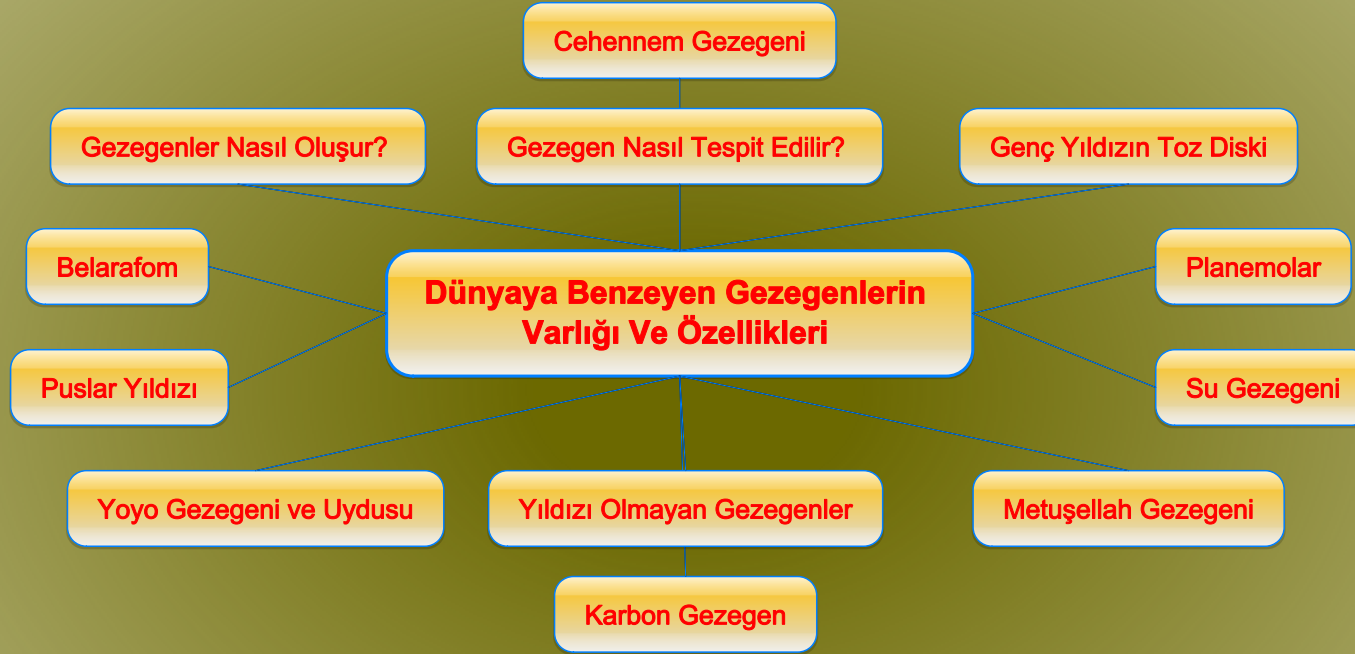 Cehennem Gezegeni
Gezegenler Nasıl Oluşur?
Gezegen Nasıl Tespit Edilir?
Genç Yıldızın Toz Diski
Belarafom
Dünyaya Benzeyen Gezegenlerin
Varlığı Ve Özellikleri
Planemolar
Puslar Yıldızı
Su Gezegeni
Yoyo Gezegeni ve Uydusu
Yıldızı Olmayan Gezegenler
Metuşellah Gezegeni
Karbon Gezegen